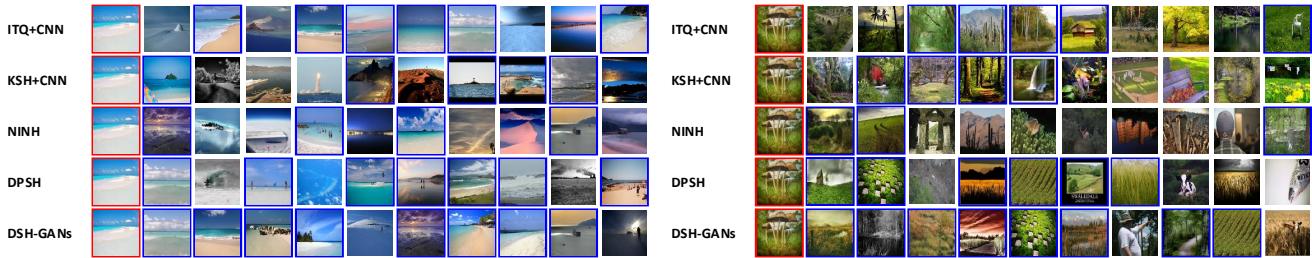 ITQ+CNN
KSH+CNN
NINH
DPSH
DSH-GANs
ITQ+CNN
KSH+CNN
NINH
DPSH
DSH-GANs